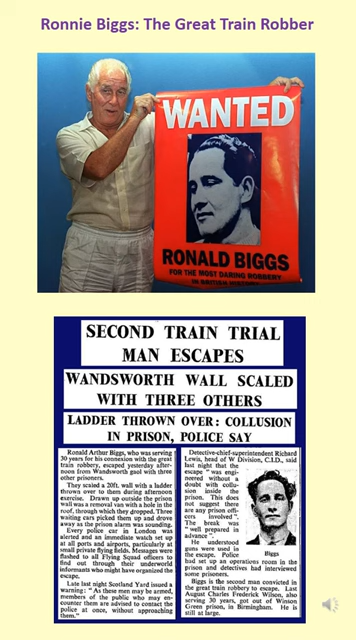 Ronnie Biggs: The Great Train Robber
WANTED
RONALD BIGGS
FOR THE MOST DARING ROBBERY
IN BRITISH HISTORY
SECOND TRAIN TRIAL
MAN ESCAPES
WANDSWORTH WALL SCALED
WITH THREE OTHERS
LADDER THROWN OVER: COLLUSION
IN PRISON, POLICE SAY
Ronald Arthur Biggs, who was serving
30 years for his connexion with the great
train robbery, escaped yesterday after-
noon from Wandsworth gaol with three
other prisoners.
They scaled a 20ft. wall with a ladder
thrown over to them during afternoon
exercise. Drawn up outside the prison
wall was a removal van with a hole in the
roof, through which they dropped. Three
waiting cars picked them up and drove
away as the prison alarm was sounding.
Every police car in London was
alerted and an immediate watch set up
at all ports and airports, particularly at
small private flying fields. Messages were
flashed to all Flying Squad officers to
find out through their underworld
informants who might have organized the
escape.
Late last night Scotland Yard issued a
warning: “As these men may be armed,
members of the public who may en-
counter them are advised to contact the
police at once, without approaching
them.”
Detective-chief-superintendent Richard
Lewis, head of W Division, C.I.D., said
last night that the
escape “was eng-
ineered without a
doubt with collu-
sion inside the
prison. This does
not suggest there
are any prison offi-
cers involved”.
The break was
“well prepared in
advance”.
He understood
guns were used in
the escape. Police
had set up an operations room in the
prison and detectives had interviewed
some prisoners.
Biggs
Biggs is the second man convicted in
the great train robbery to escape. Last
August Charles Frederick Wilson, also
serving 30 years, got out of Winson
Green prison, in Birmingham. He is
still at large.